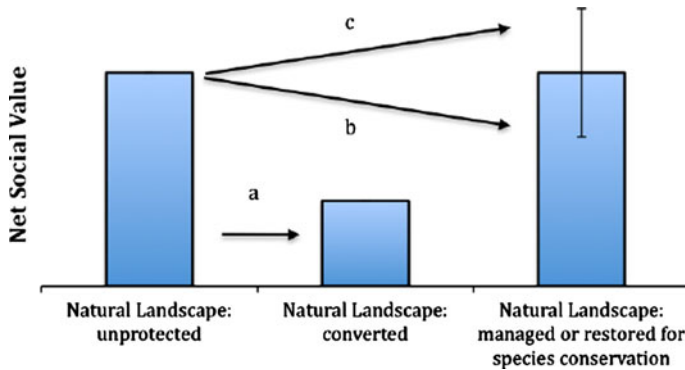 c
b
a
Net Social Value
Natural Landscape:
unprotected
Natural Landscape:
converted
Natural Landscape:
managed or restored for
species conservation